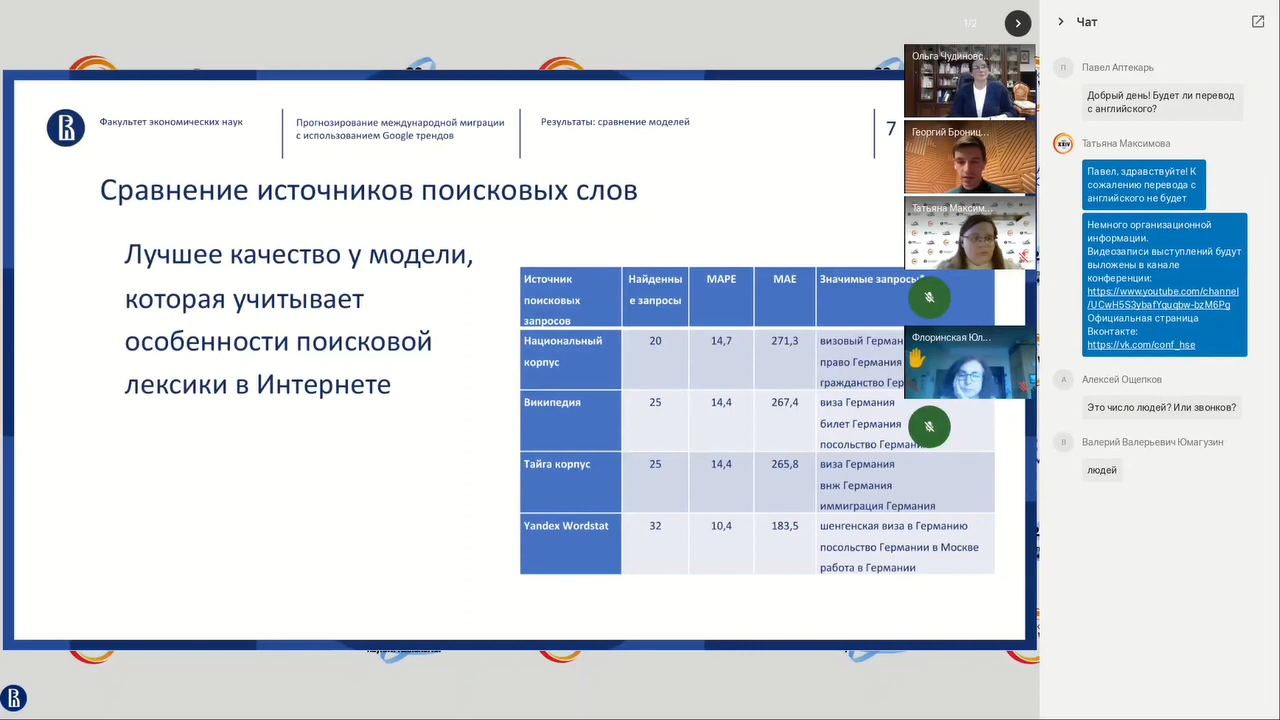 1/2
Факультет экономических наук
Прогнозирование международной миграции
с использованием Google трендов
Результаты: сравнение моделей
7
Сравнение источников поисковых слов
Лучшее качество у модели,
которая учитывает
особенности поисковой
лексики в Интернете
Источник
поисковых
запросов
Найденны
е запросы
MAPE
MAE
Значимые запросы
Национальный
корпус
20
14,7
271,3
визовый Герман
право Германия
гражданство Гер
Википедия
25
14,4
267,4
виза Германия
билет Германия
посольство Герман
Тайга корпус
25
14,4
265,8
виза Германия
внж Германия
иммиграция Германия
Yandex Wordstat
32
10,4
183,5
шенгенская виза в Германию
посольство Германии в Москве
работа в Германии
Ольга Чудиновс...
Георгий Брониц...
Татьяна Максим...
Флоринская Юл...
Чат
П
Павел Аптекарь
Добрый день! Будет ли перевод
с английского?
Татьяна Максимова
Павел, здравствуйте! К
сожалению перевода с
английского не будет
Немного организационной
информации.
Видеозаписи выступлений будут
выложены в канале
конференции:
https://www.youtube.com/channel
/UCwH5S3ybafYquqbw-bzM6Pg
Официальная страница
Вконтакте:
https://vk.com/conf_hse
А
Алексей Ощепков
Это число людей? Или звонков?
В
Валерий Валерьевич Юмагузин
людей